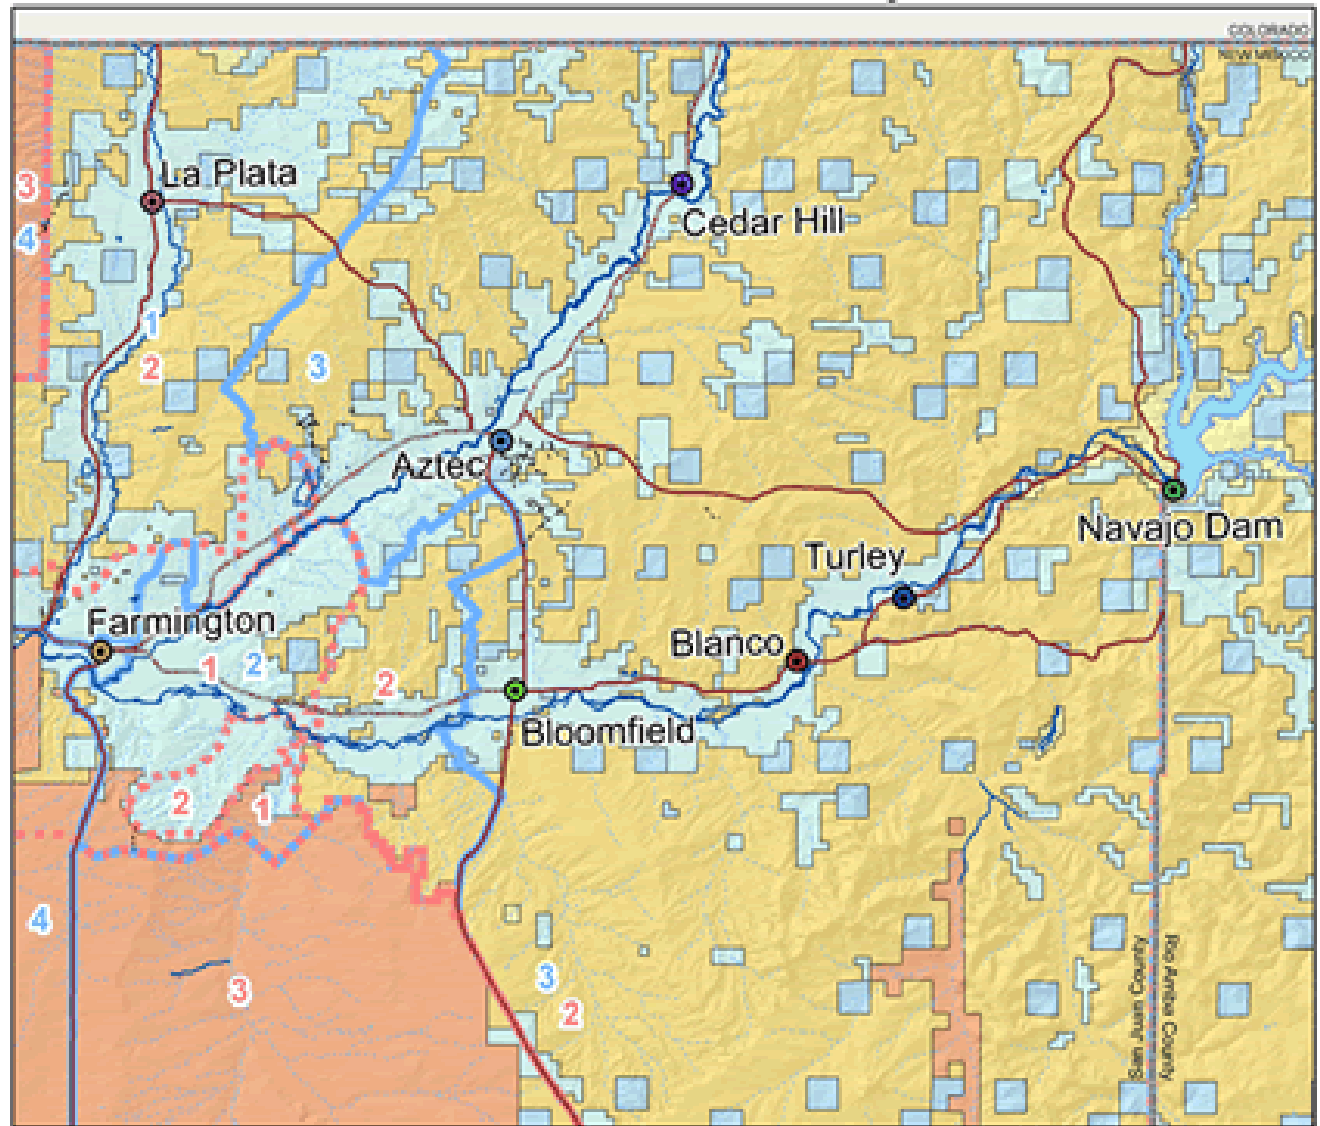 COLORADO
NEW MEXICO
La Plata
3
4
Cedar Hill
1
2
3
Aztec
Navajo Dam
Turley
Farmington
Blanco
1
2
2
Bloomfield
2
1
4
3
3
2
San Juan County
Rio Arriba County